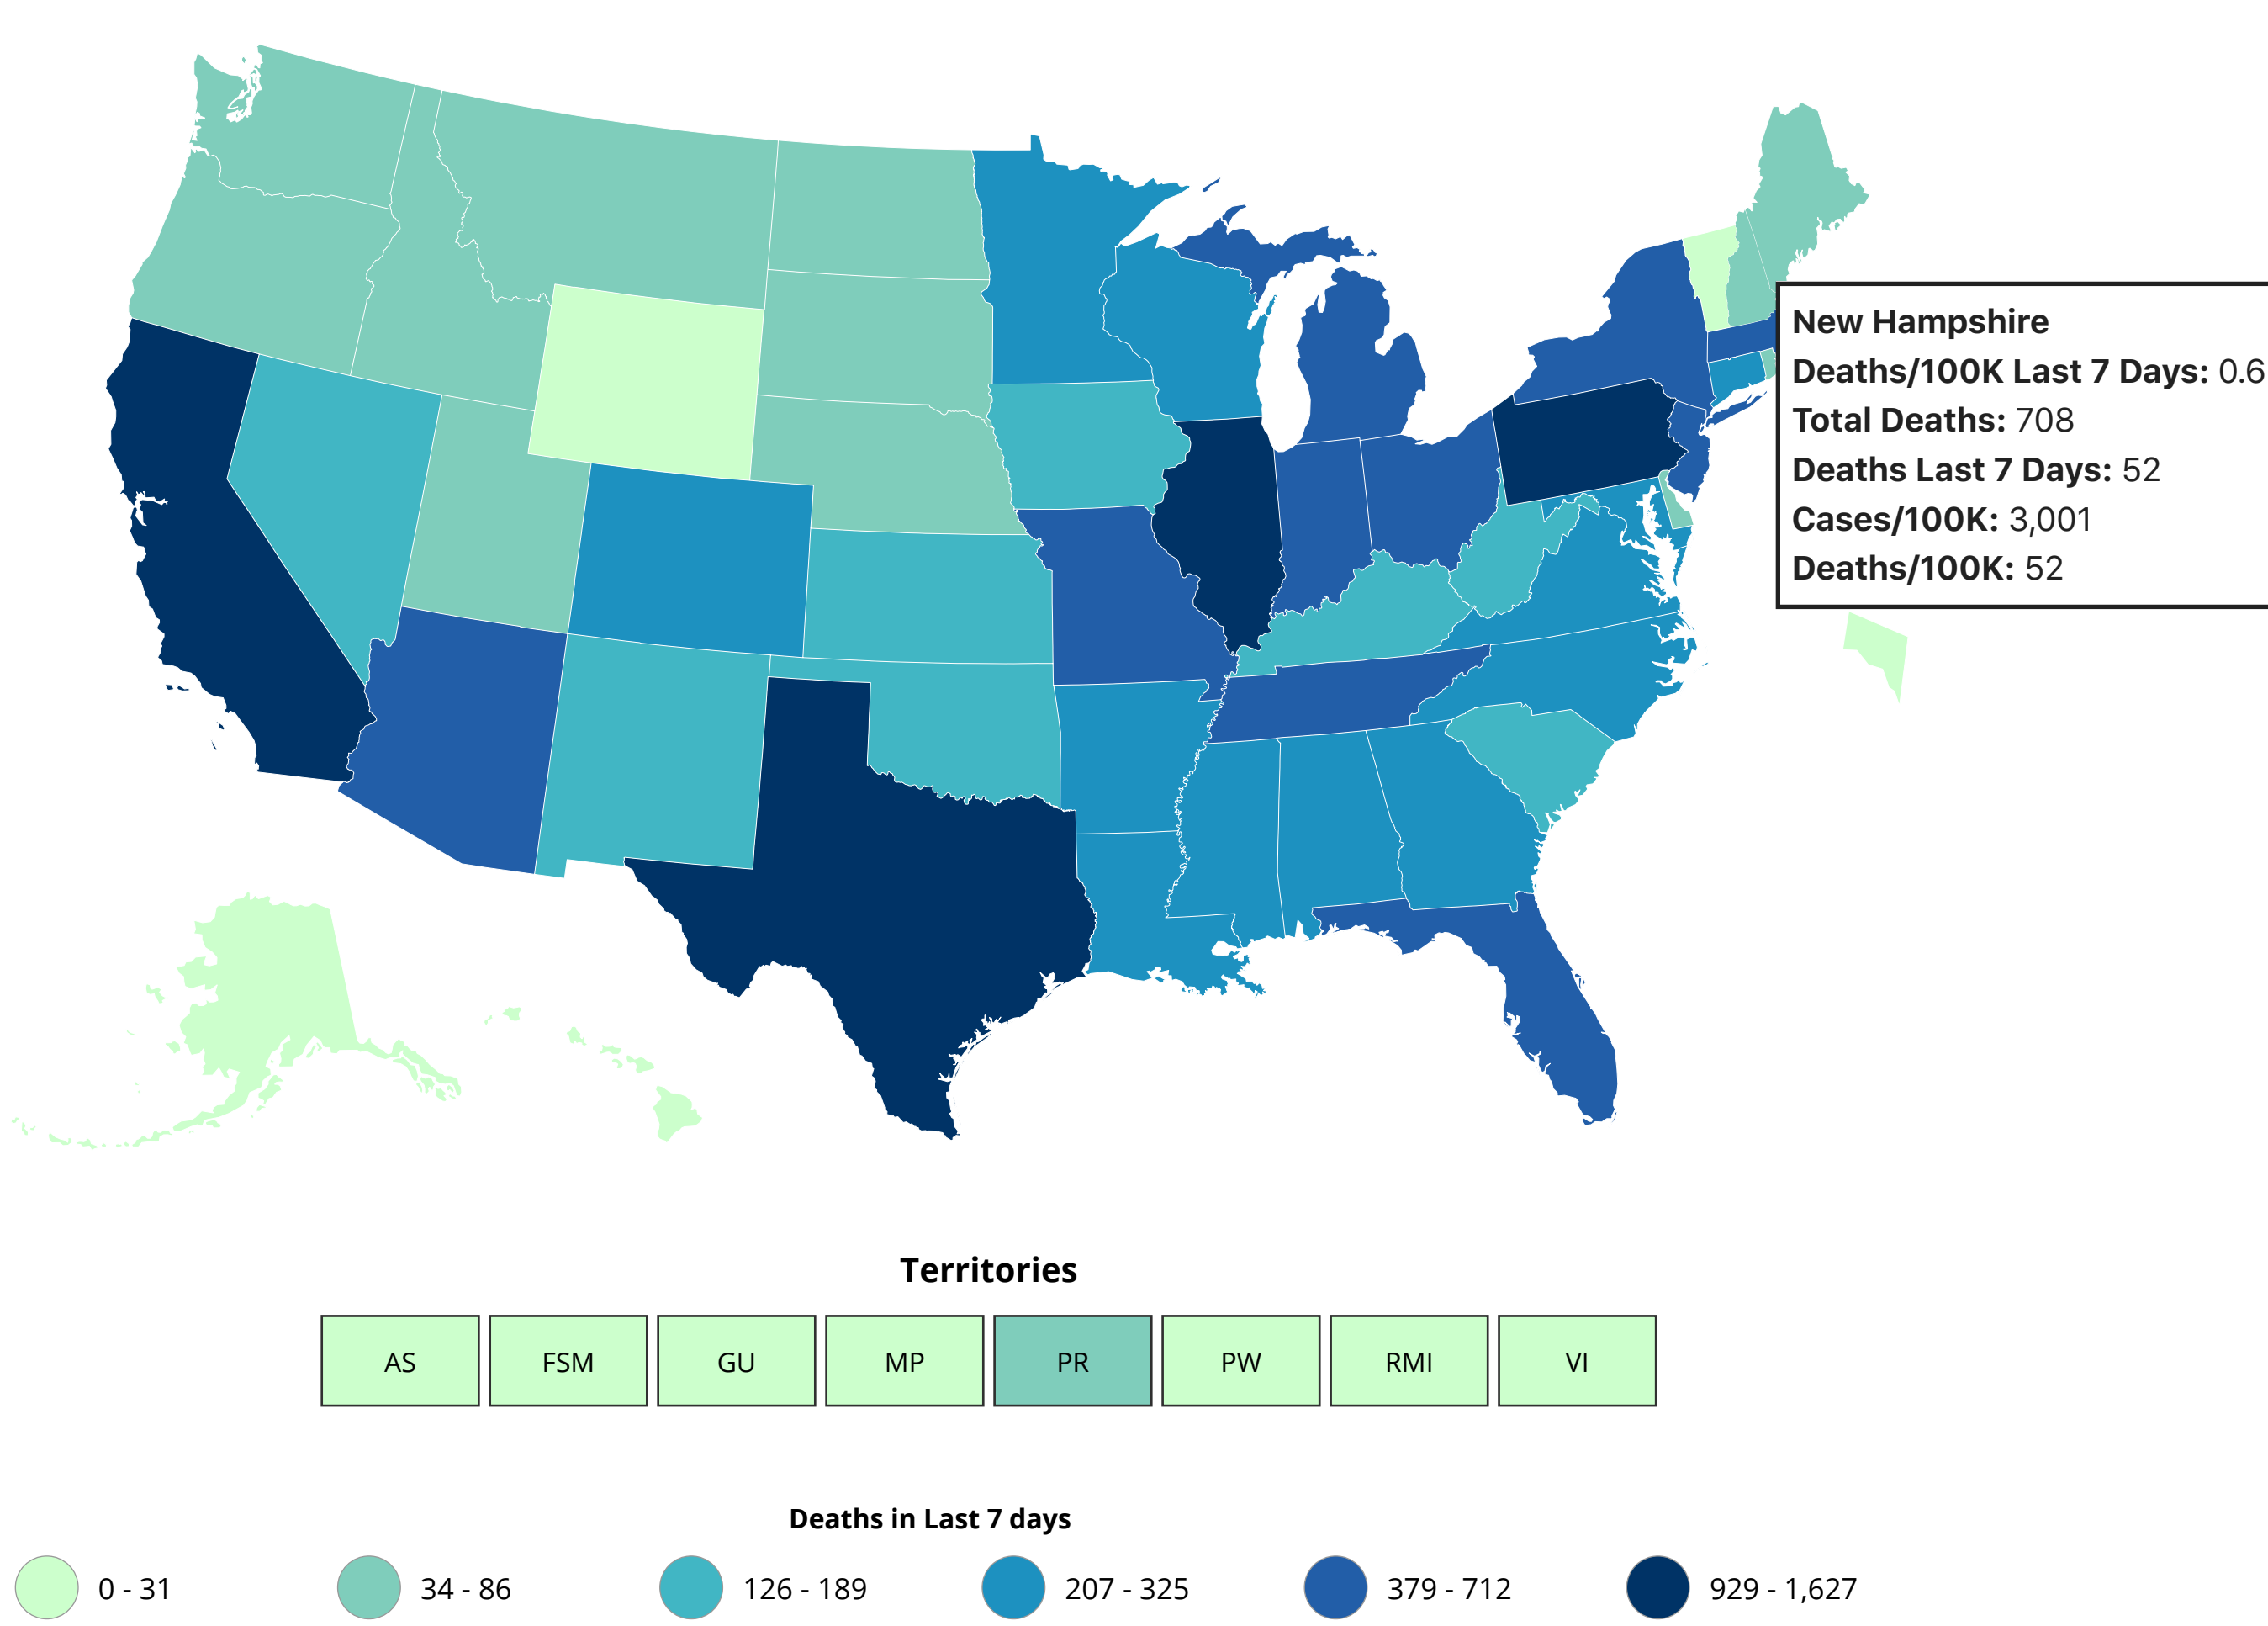 New Hampshire
Deaths/100K Last 7 Days: 0.6
Total Deaths: 708
Deaths Last 7 Days: 52
Cases/100K: 3,001
Deaths/100K: 52
Territories
AS FSM GU MP PR PW RMI VI
Deaths in Last 7 days
0 - 31 34 - 86 126 - 189 207 - 325 379 - 712 929 - 1,627